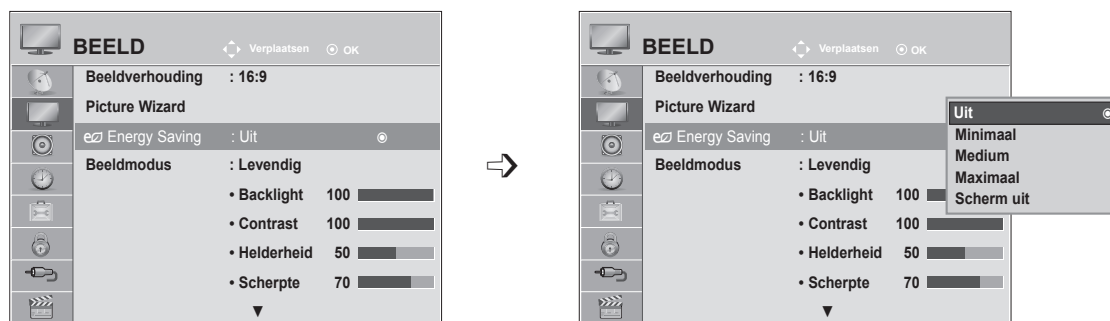 BEELD Verplaatsen OK
Beeldverhouding : 16:9
Picture Wizard
Energy Saving : Uit
Beeldmodus : Levendig
• Backlight 100
• Contrast 100
• Helderheid 50
• Scherpte 70
BEELD Verplaatsen OK
Beeldverhouding : 16:9
Picture Wizard
Energy Saving : Uit
Beeldmodus : Levendig
• Backlight 100
• Contrast 100
• Helderheid 50
• Scherpte 70
Uit
Minimaal
Medium
Maximaal
Scherm uit